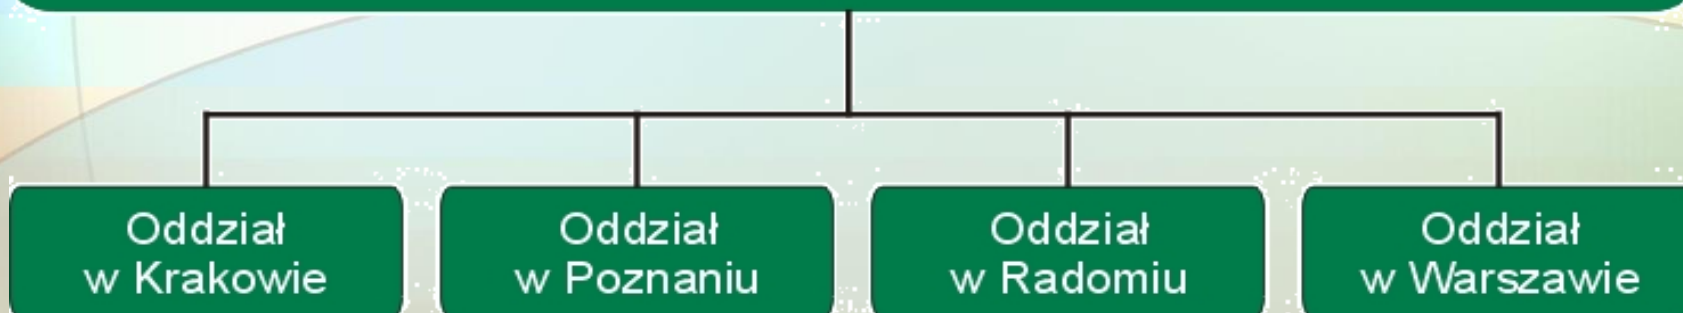 Oddział
w Krakowie
Oddział
w Poznaniu
Oddział
w Radomiu
Oddział
w Warszawie